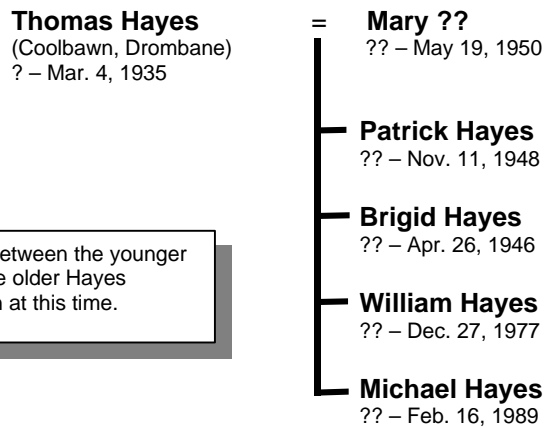 Thomas Hayes = Mary ??
(Coolbawn, Drombane) ?? – May 19, 1950
? – Mar. 4, 1935
Patrick Hayes
?? – Nov. 11, 1948
Brigid Hayes
?? – Apr. 26, 1946
etween the younger
e older Hayes
at this time.
William Hayes
?? – Dec. 27, 1977
Michael Hayes
?? – Feb. 16, 1989